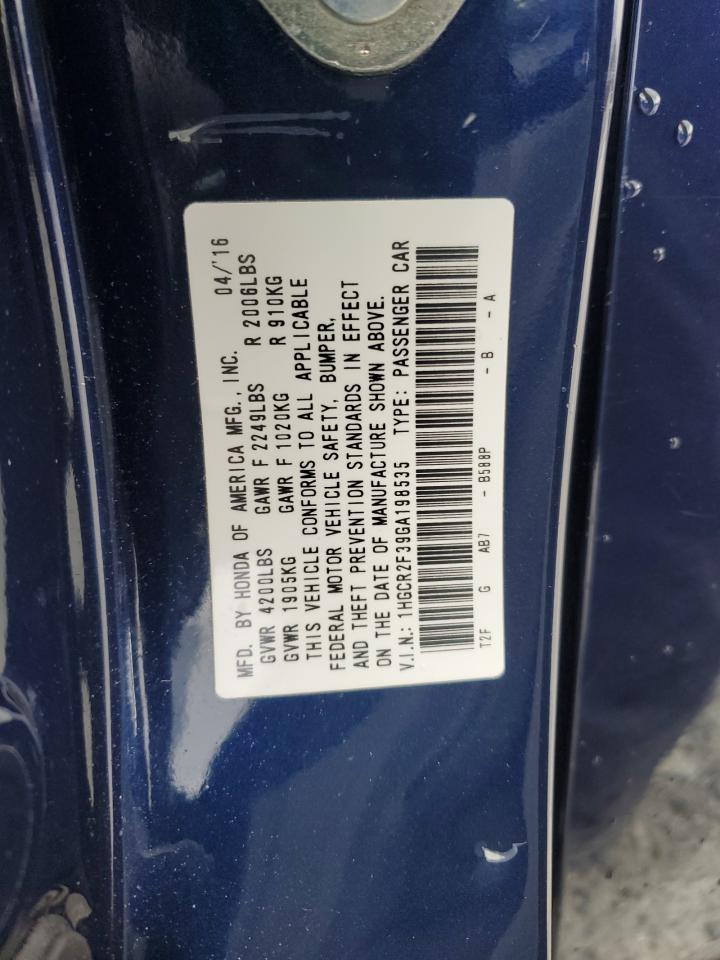 MFD. BY HONDA OF AMERICA MFG., INC. 04/'16
GVWR 4200LBS GAWR F 2249LBS R 2006LBS
GVWR 1905KG GAWR F 1020KG R 910KG
THIS VEHICLE CONFORMS TO ALL APPLICABLE
FEDERAL MOTOR VEHICLE SAFETY, BUMPER,
AND THEFT PREVENTION STANDARDS IN EFFECT
ON THE DATE OF MANUFACTURE SHOWN ABOVE.
V.I.N.: 1HGCR2F39GA198535 TYPE: PASSENGER CAR
T2F G AB7 - B588P - B - A